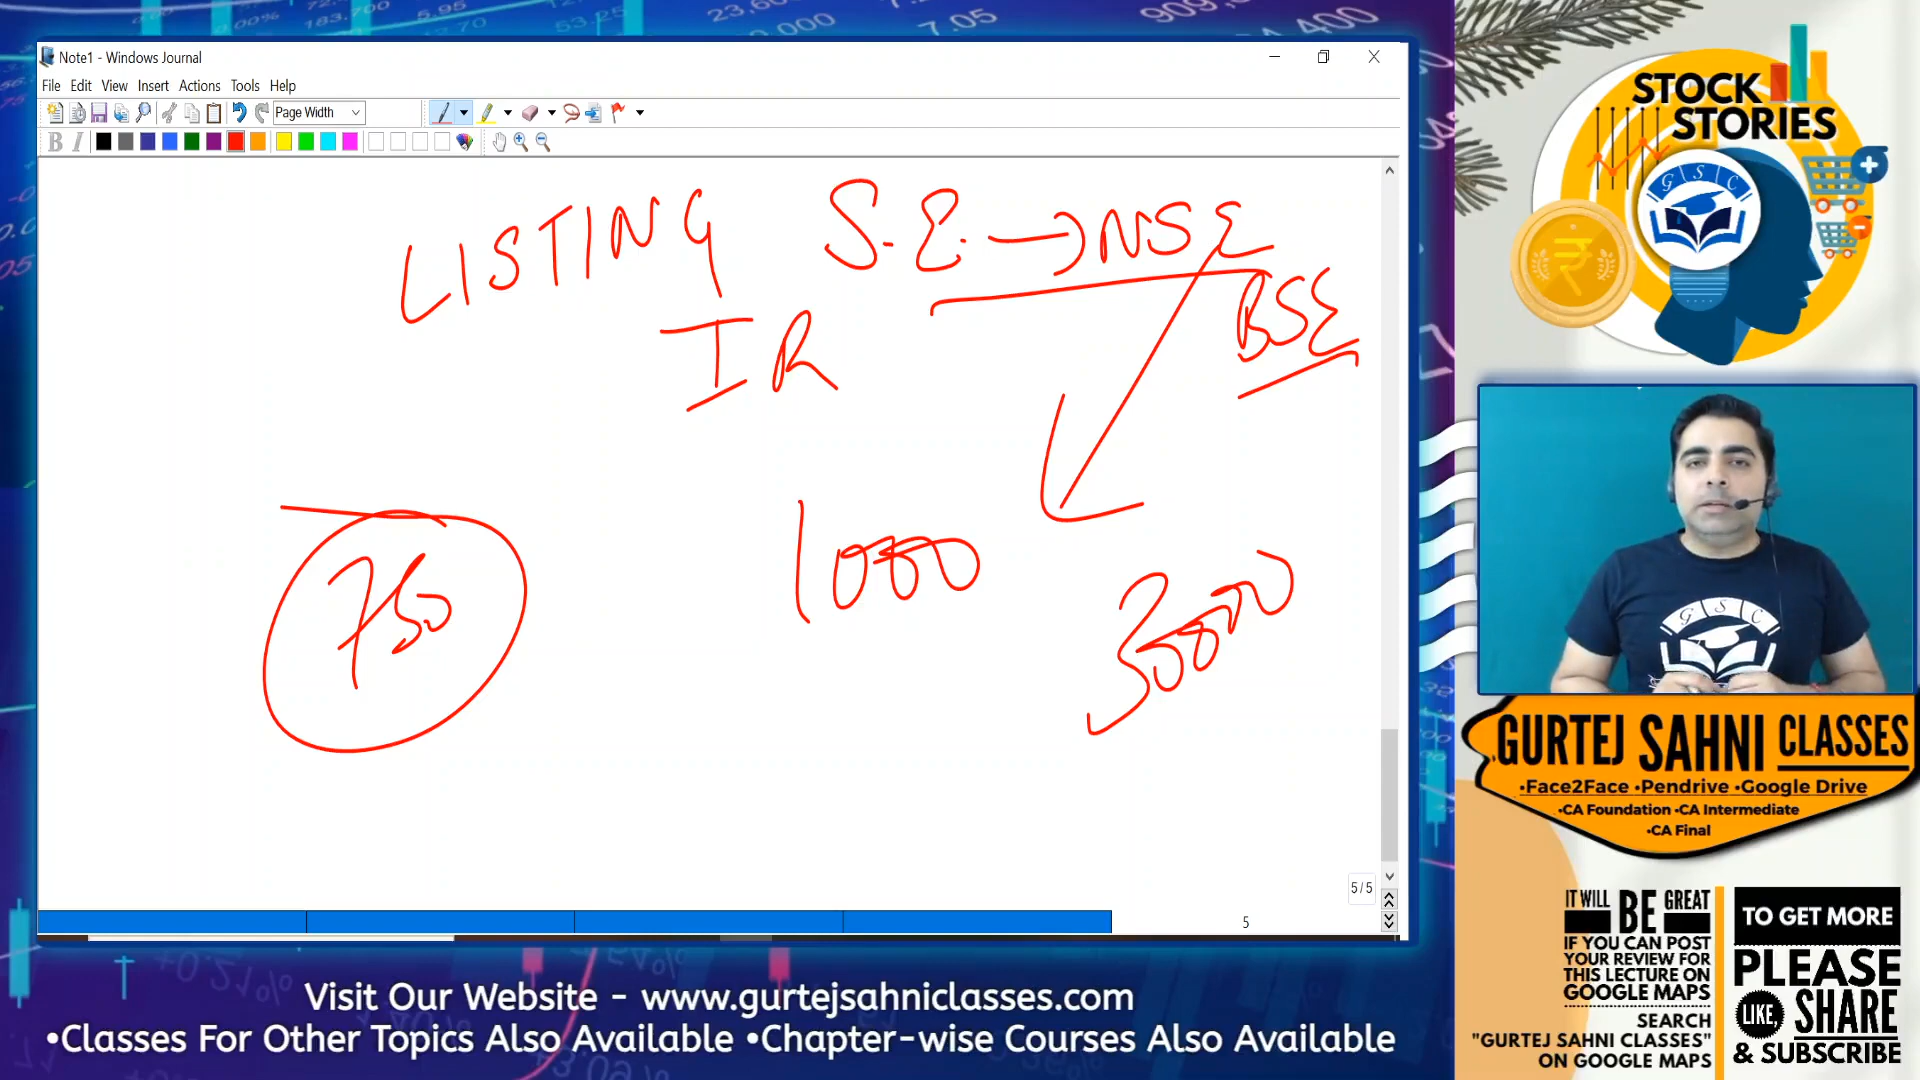 Note1 - Windows Journal
File Edit View Insert Actions Tools Help
Page Width
B I
LISTING S.E. → NSE
BSE
IR
750
1000
5/5
5
STOCK
STORIES
G S C
G S C
GURTEJ SAHNI CLASSES
•Face2Face •Pendrive •Google Drive
•CA Foundation •CA Intermediate
•CA Final
IT WILL BE GREAT
IF YOU CAN POST
YOUR REVIEW FOR
THIS LECTURE ON
GOOGLE MAPS
SEARCH
"GURTEJ SAHNI CLASSES"
ON GOOGLE MAPS
TO GET MORE
PLEASE
LIKE, SHARE
& SUBSCRIBE
Visit Our Website - www.gurtejsahniclasses.com
•Classes For Other Topics Also Available •Chapter-wise Courses Also Available